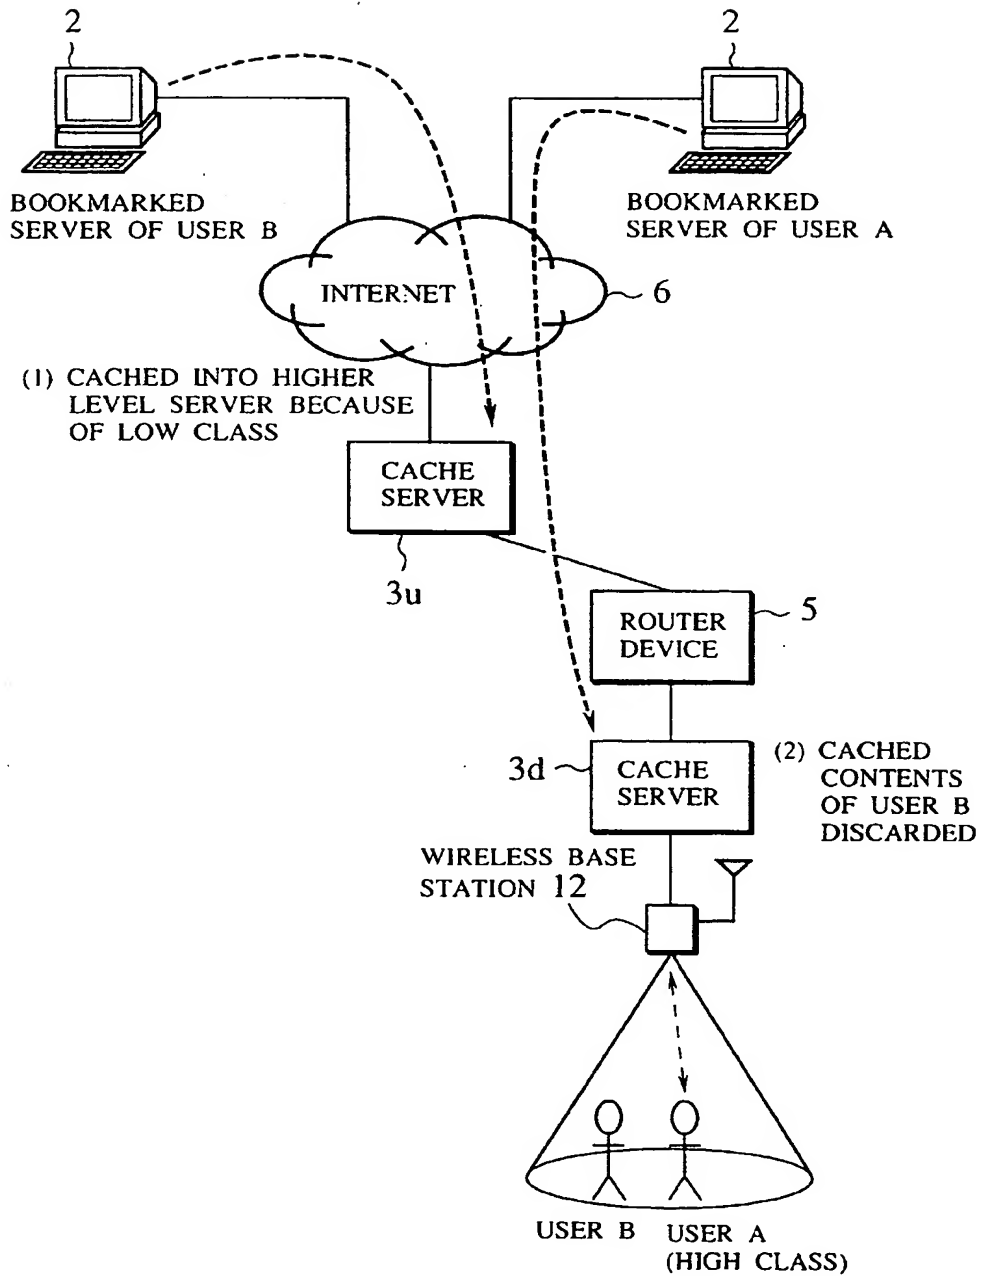 2
2
BOOKMARKED
SERVER OF USER B
BOOKMARKED
SERVER OF USER A
INTERNET
6
(1) CACHED INTO HIGHER
LEVEL SERVER BECAUSE
OF LOW CLASS
CACHE
SERVER
3u
ROUTER
DEVICE
5
3d
CACHE
SERVER
(2) CACHED
CONTENTS
OF USER B
DISCARDED
WIRELESS BASE
STATION 12
USER B
USER A
(HIGH CLASS)